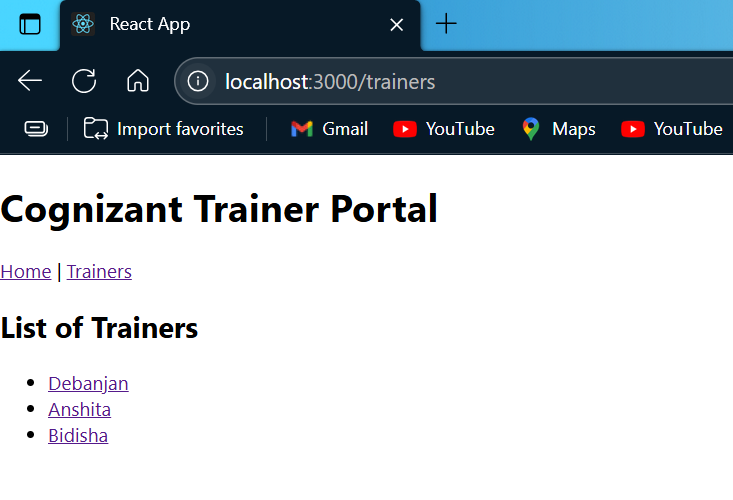 React App
localhost:3000/trainers
Import favorites Gmail YouTube Maps YouTube
Cognizant Trainer Portal
Home | Trainers
List of Trainers
Debanjan
Anshita
Bidisha